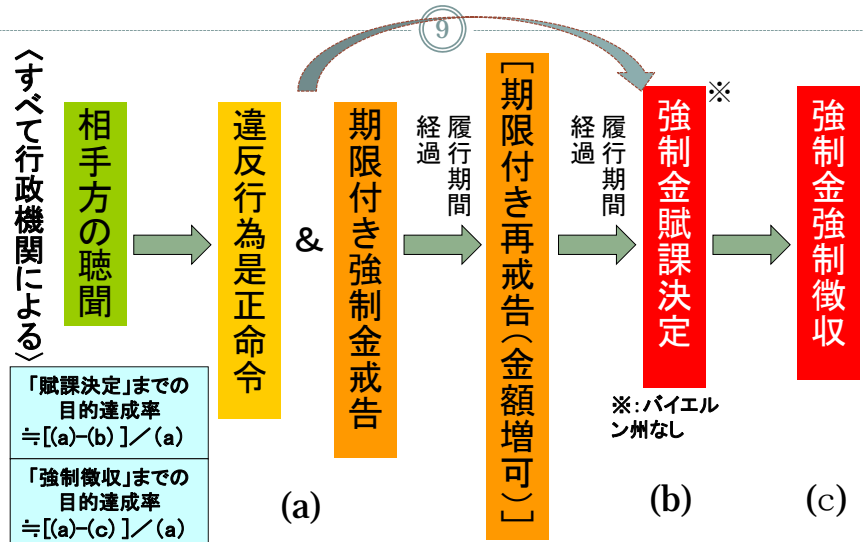 9
〈すべて行政機関による〉
相手方の聴聞
違反行為是正命令
&
期限付き強制金戒告
履行期間
経過
[期限付き再戒告(金額増可)]
履行期間
経過
強制金賦課決定
※
強制金強制徴収
※:バイエル
ン州なし
「賦課決定」までの
目的達成率
≒[(a)-(b) ]/(a)
「強制徴収」までの
目的達成率
≒[(a)-(c) ]/(a)
(a)
(b)
(c)